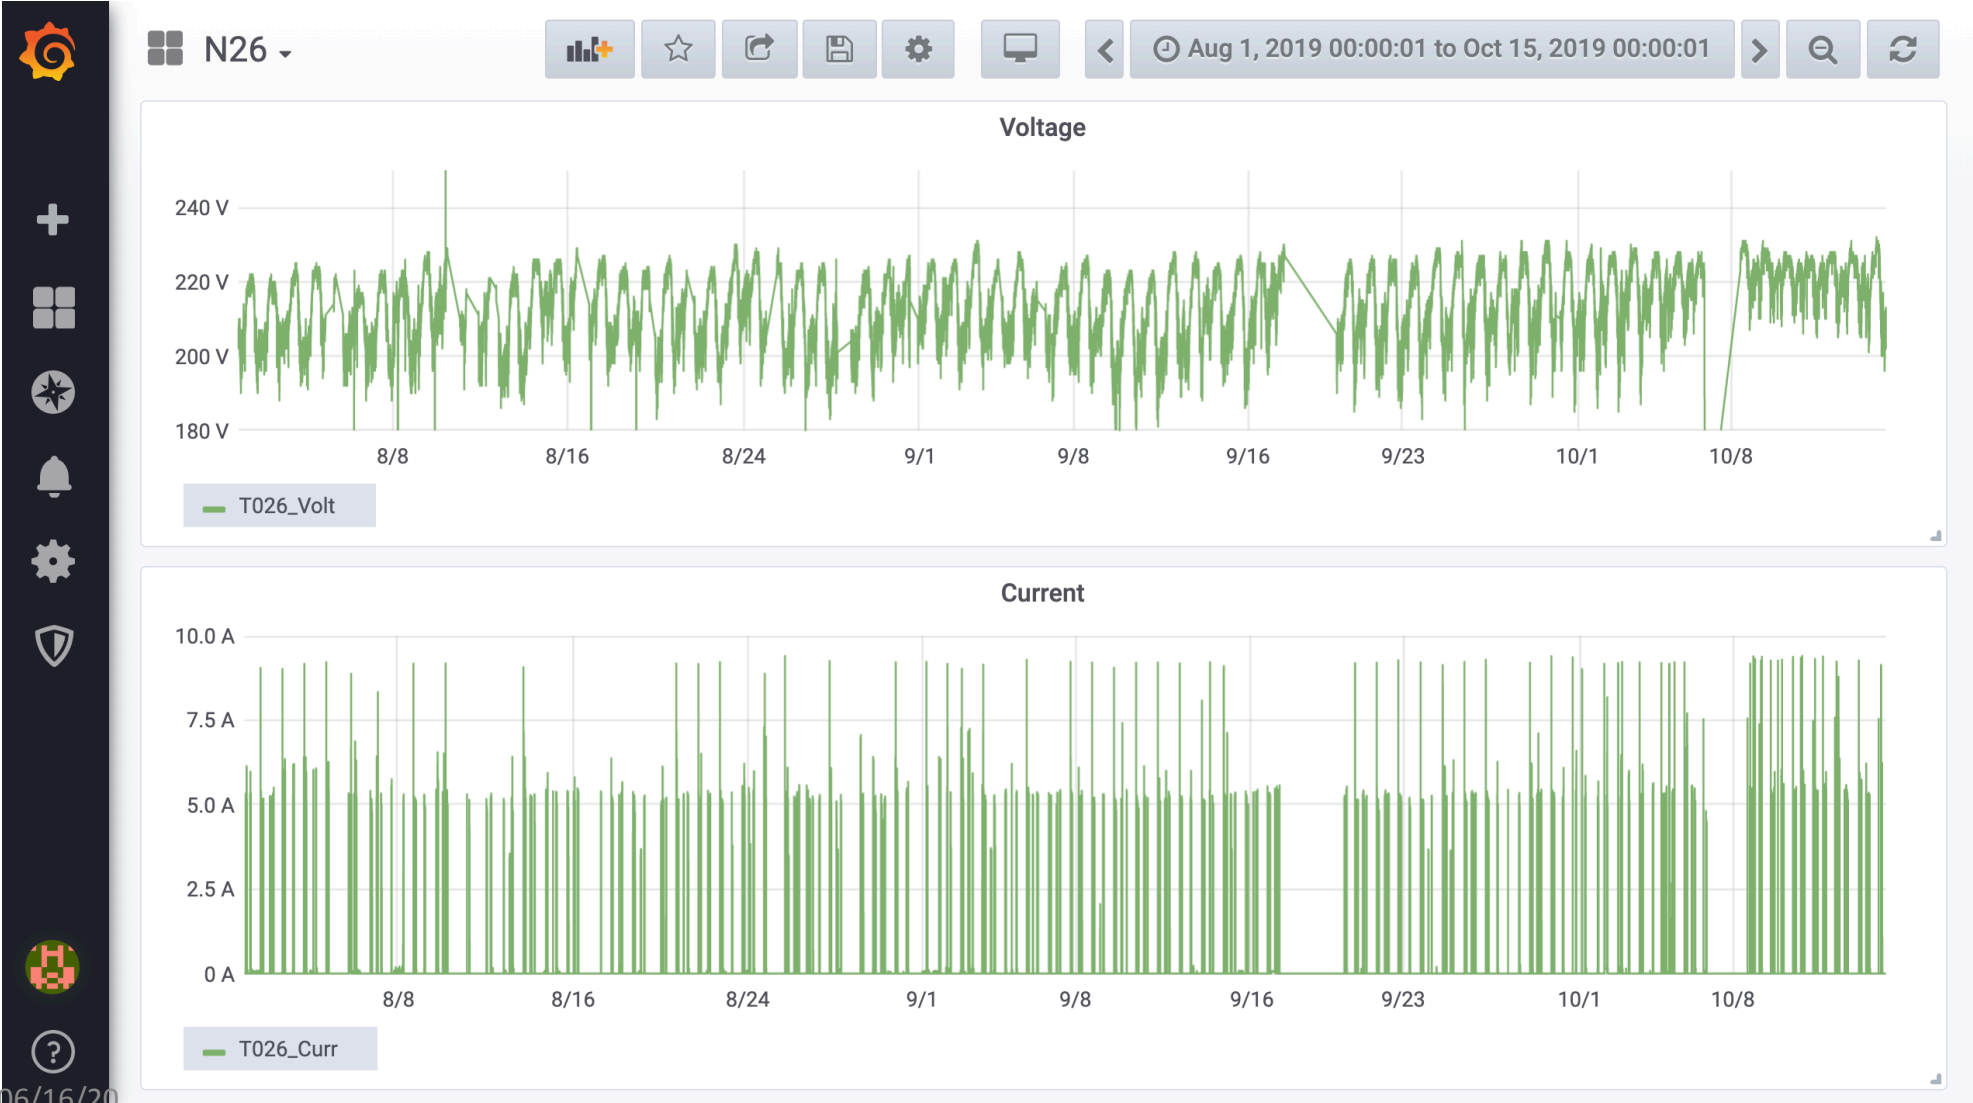 N26
Aug 1, 2019 00:00:01 to Oct 15, 2019 00:00:01
Voltage
240 V
220 V
200 V
180 V
8/8 8/16 8/24 9/1 9/8 9/16 9/23 10/1 10/8
T026_Volt
Current
10.0 A
7.5 A
5.0 A
2.5 A
0 A
8/8 8/16 8/24 9/1 9/8 9/16 9/23 10/1 10/8
T026_Curr
?
06/16/20